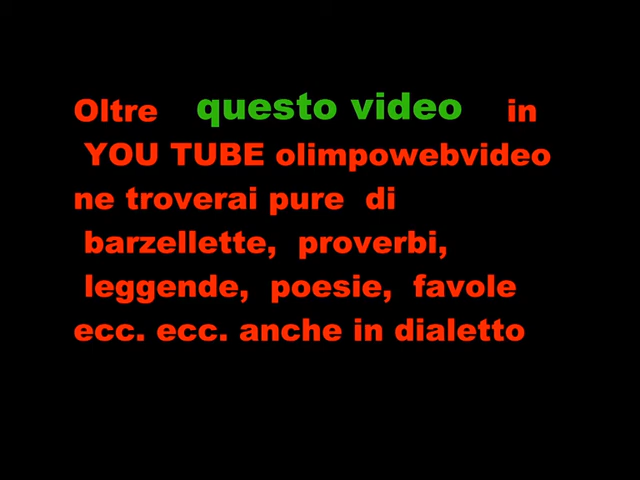 Oltre questo video in
YOU TUBE olimpowebvideo
ne troverai pure di
barzellette, proverbi,
leggende, poesie, favole
ecc. ecc. anche in dialetto